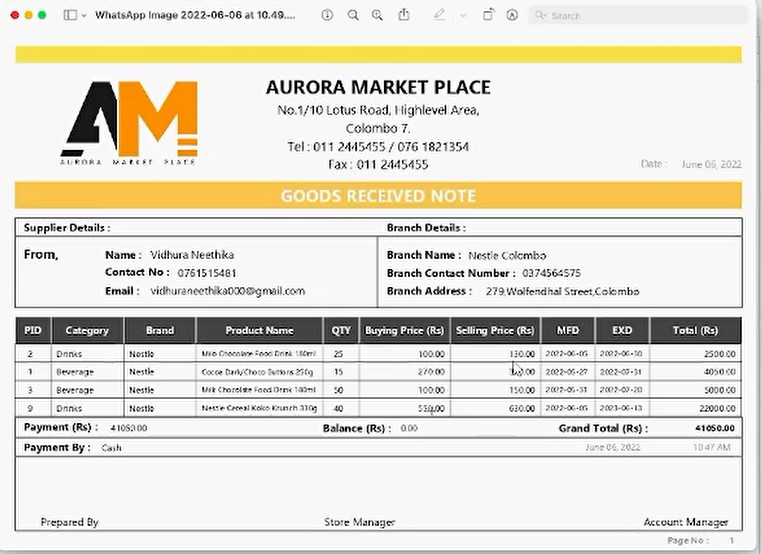 WhatsApp Image 2022-06-06 at 10.49....
Search
AM
AURORA MARKET PLACE
AURORA MARKET PLACE
No.1/10 Lotus Road, Highlevel Area,
Colombo 7.
Tel : 011 2445455 / 076 1821354
Fax : 011 2445455
Date : June 06, 2022
GOODS RECEIVED NOTE
Supplier Details : Branch Details :
From, Name : Vidhura Neethika Branch Name : Nestle Colombo
Contact No : 0761515481 Branch Contact Number : 0374564575
Email : vidhuraneethika000@gmail.com Branch Address : 279,Wolfendhal Street,Colombo
PID Category Brand Product Name QTY Buying Price (Rs) Selling Price (Rs) MFD EXD Total (Rs)
2 Drinks Nestle Milo Chocolate Food Drink 180ml 25 100.00 130.00 2022-06-05 2022-06-30 2500.00
1 Beverage Nestle Cocoa Dark/Choco Buttons 250g 15 270.00 2022-05-27 2022-07-31 4050.00
3 Beverage Nestle Milk Chocolate Food Drink 180ml 50 100.00 150.00 2022-05-31 2022-07-20 5000.00
9 Drinks Nestle Nestle Cereal Koko Krunch 330g 40 550.00 630.00 2022-06-05 22000.00
Payment (Rs) : 41050.00 Balance (Rs) : 0.00 Grand Total (Rs) : 41050.00
Payment By : Cash June 06, 2022 10:47 AM
Prepared By Store Manager Account Manager
Page No : 1